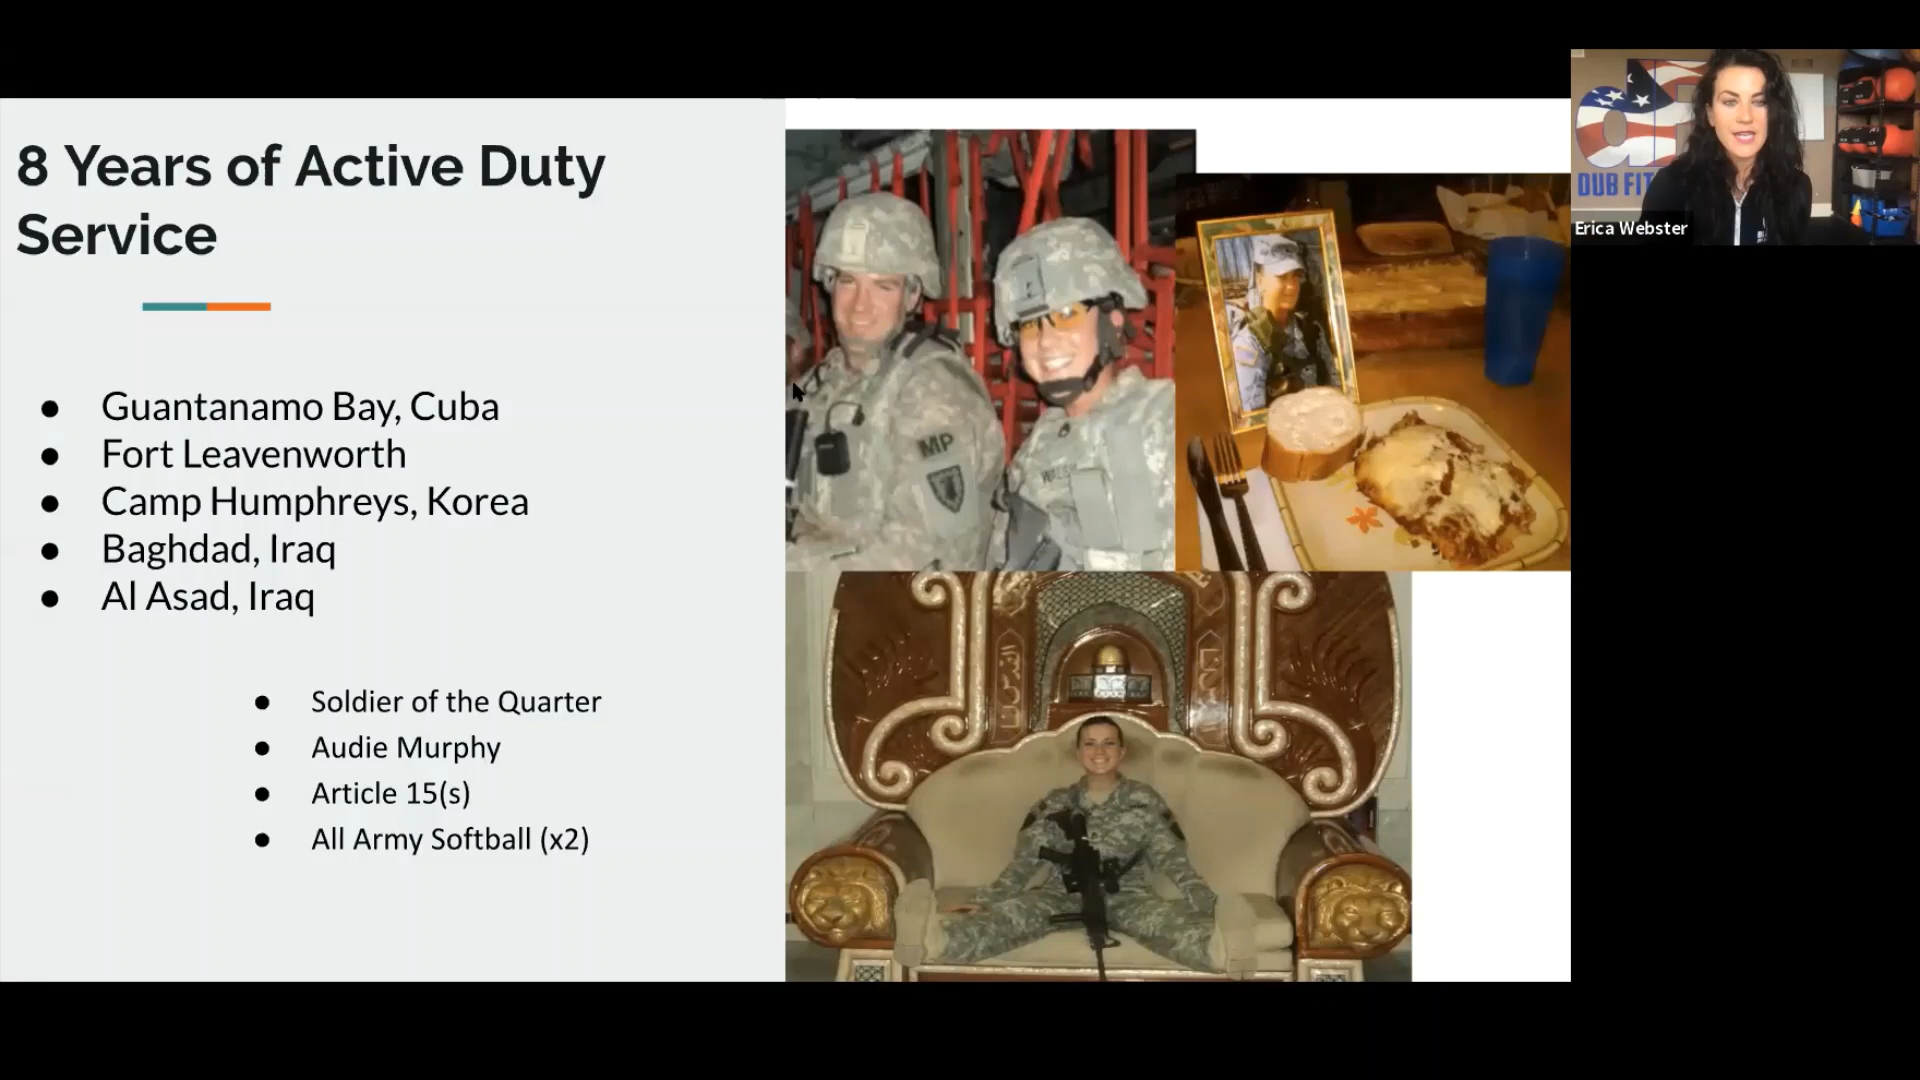 8 Years of Active Duty
Service
● Guantanamo Bay, Cuba
● Fort Leavenworth
● Camp Humphreys, Korea
● Baghdad, Iraq
● Al Asad, Iraq
● Soldier of the Quarter
● Audie Murphy
● Article 15(s)
● All Army Softball (x2)
MP
DUB FIT
Erica Webster